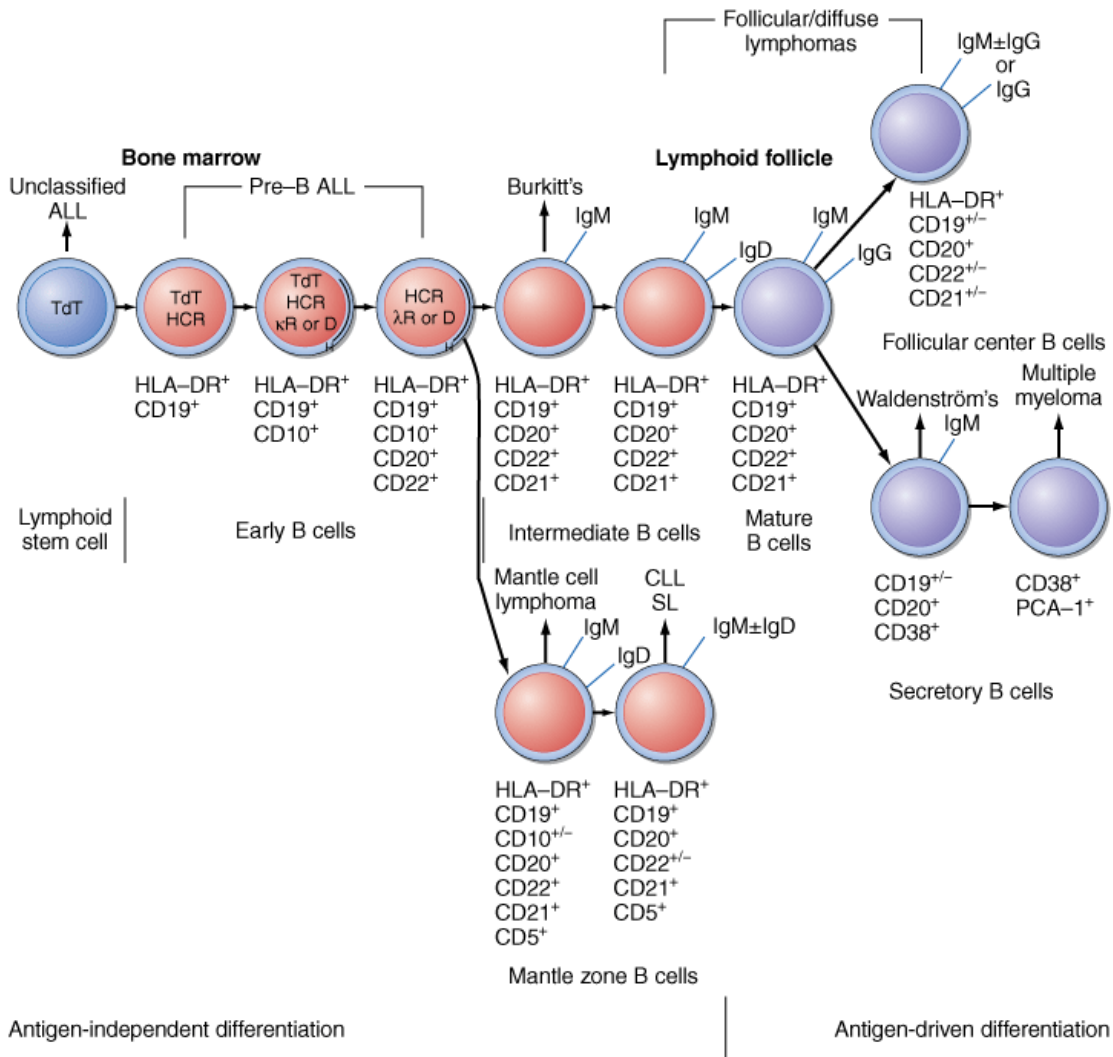 Follicular/diffuse
lymphomas
IgM±IgG
or
IgG
Bone marrow
Lymphoid follicle
Unclassified
ALL
Pre–B ALL
Burkitt's
IgM
IgM
IgD
IgM
IgG
HLA–DR⁺
CD19⁺/⁻
CD20⁺
CD22⁺/⁻
CD21⁺/⁻
Follicular center B cells
TdT
TdT
HCR
TdT
HCR
κR or D
H
HCR
λR or D
H
HLA–DR⁺
CD19⁺
HLA–DR⁺
CD19⁺
CD10⁺
HLA–DR⁺
CD19⁺
CD10⁺
CD20⁺
CD22⁺
HLA–DR⁺
CD19⁺
CD20⁺
CD22⁺
CD21⁺
HLA–DR⁺
CD19⁺
CD20⁺
CD22⁺
CD21⁺
HLA–DR⁺
CD19⁺
CD20⁺
CD22⁺
CD21⁺
Waldenström's
IgM
Multiple
myeloma
Lymphoid
stem cell
Early B cells
Intermediate B cells
Mature
B cells
CD19⁺/⁻
CD20⁺
CD38⁺
CD38⁺
PCA–1⁺
Secretory B cells
Mantle cell
lymphoma
IgM
IgD
CLL
SL
IgM±IgD
HLA–DR⁺
CD19⁺
CD10⁺/⁻
CD20⁺
CD22⁺
CD21⁺
CD5⁺
HLA–DR⁺
CD19⁺
CD20⁺
CD22⁺/⁻
CD21⁺
CD5⁺
Mantle zone B cells
Antigen-independent differentiation
Antigen-driven differentiation